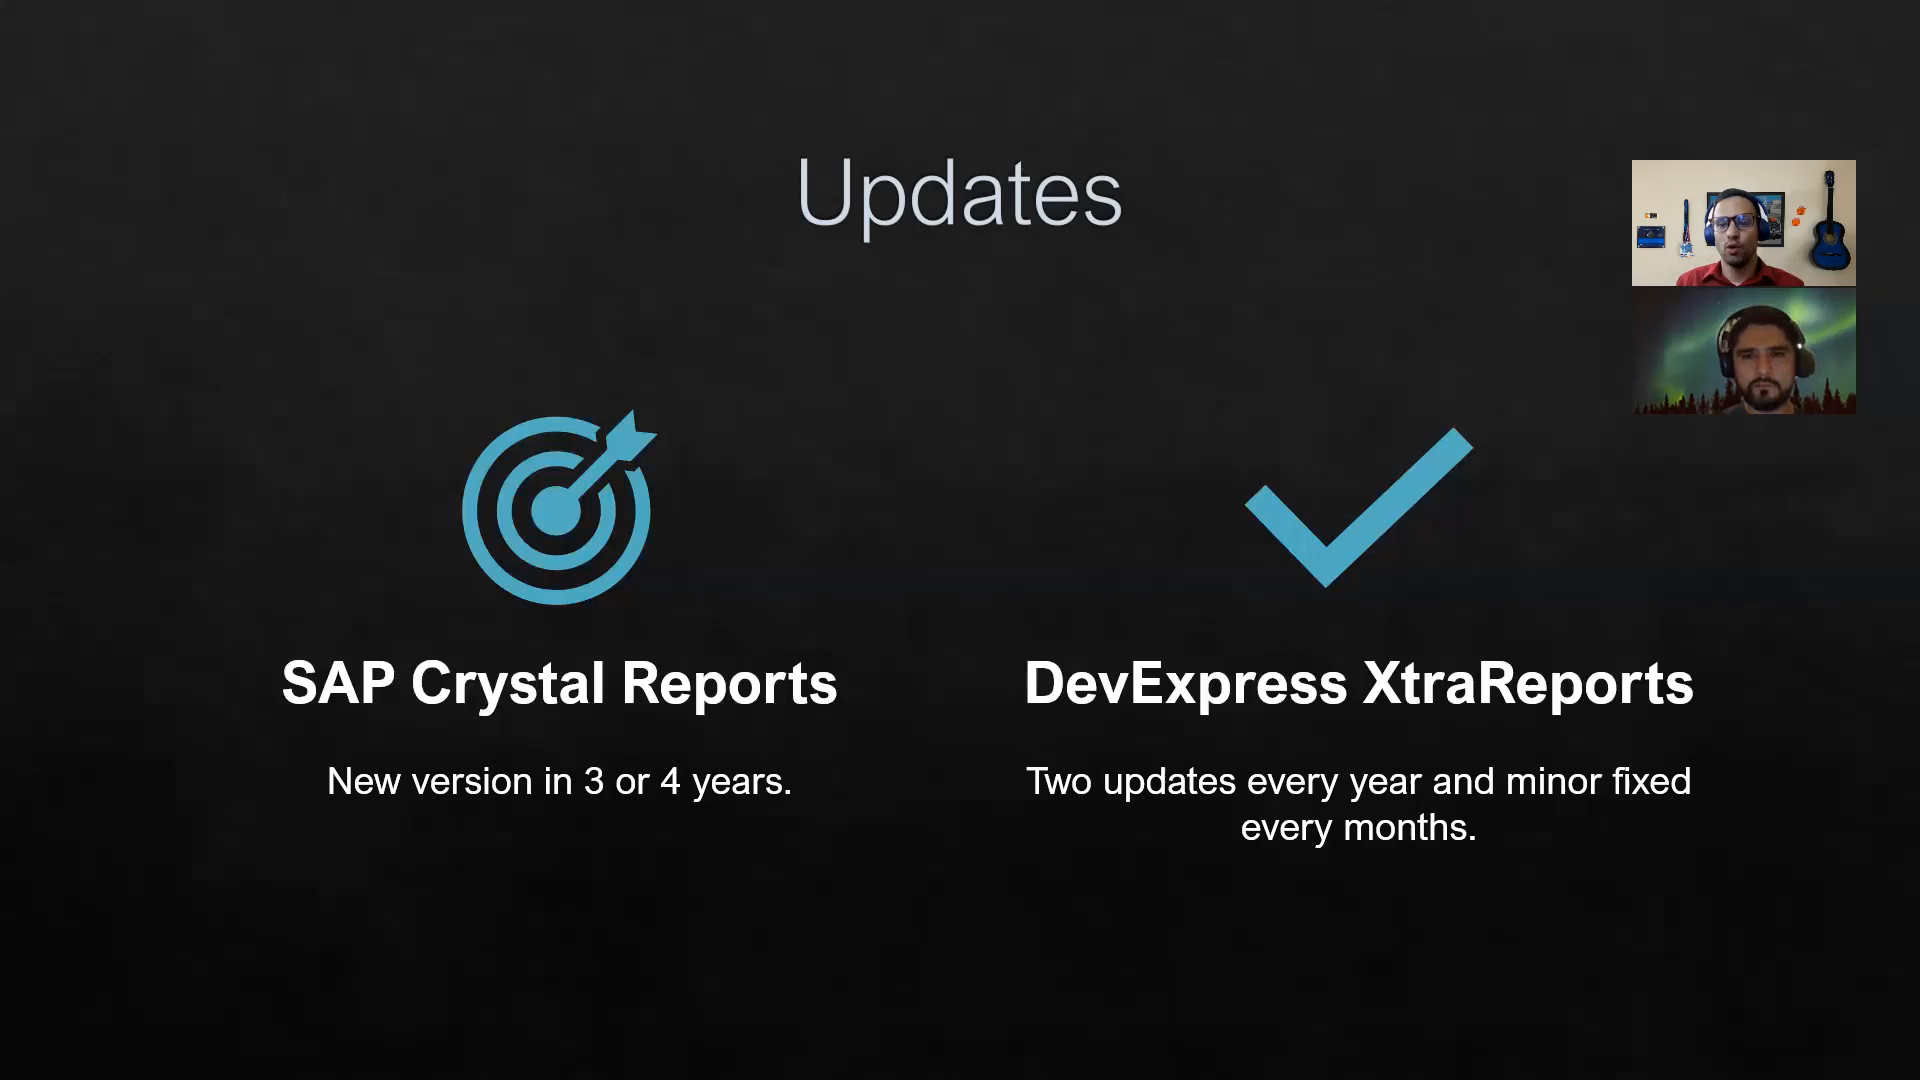 Updates
SAP Crystal Reports
New version in 3 or 4 years.
DevExpress XtraReports
Two updates every year and minor fixed
every months.